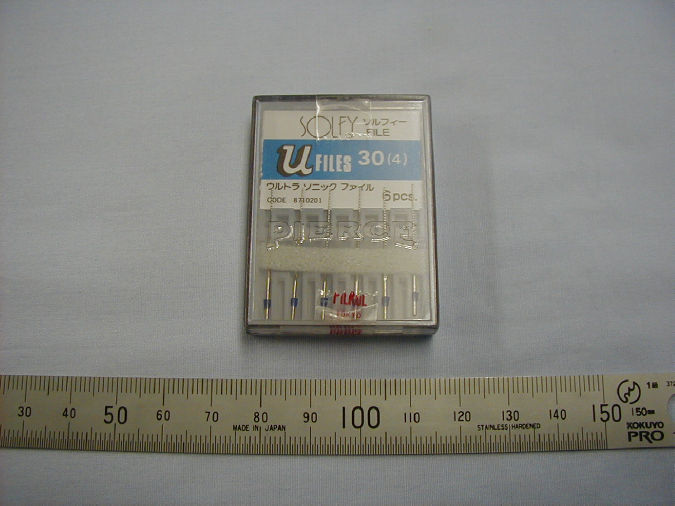 SOLFY ソルフィー
FILE
U FILES 30(4)
ウルトラ ソニック ファイル
CODE 8710201 6pcs.
PIERCE
30 40 50 60 70 80 90 100 110 120 130 140 150 150mm
MADE IN JAPAN STAINLESS HARDENED
KOKUYO
PRO